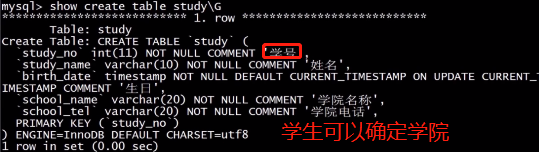 mysql> show create table study\G
*************************** 1. row ***************************
Table: study
Create Table: CREATE TABLE `study` (
`study_no` int(11) NOT NULL COMMENT '学号',
`study_name` varchar(10) NOT NULL COMMENT '姓名',
`birth_date` timestamp NOT NULL DEFAULT CURRENT_TIMESTAMP ON UPDATE CURRENT_T
IMESTAMP COMMENT '生日',
`school_name` varchar(20) NOT NULL COMMENT '学院名称',
`school_tel` varchar(20) NOT NULL COMMENT '学院电话',
PRIMARY KEY (`study_no`)
) ENGINE=InnoDB DEFAULT CHARSET=utf8
学生可以确定学院
1 row in set (0.00 sec)